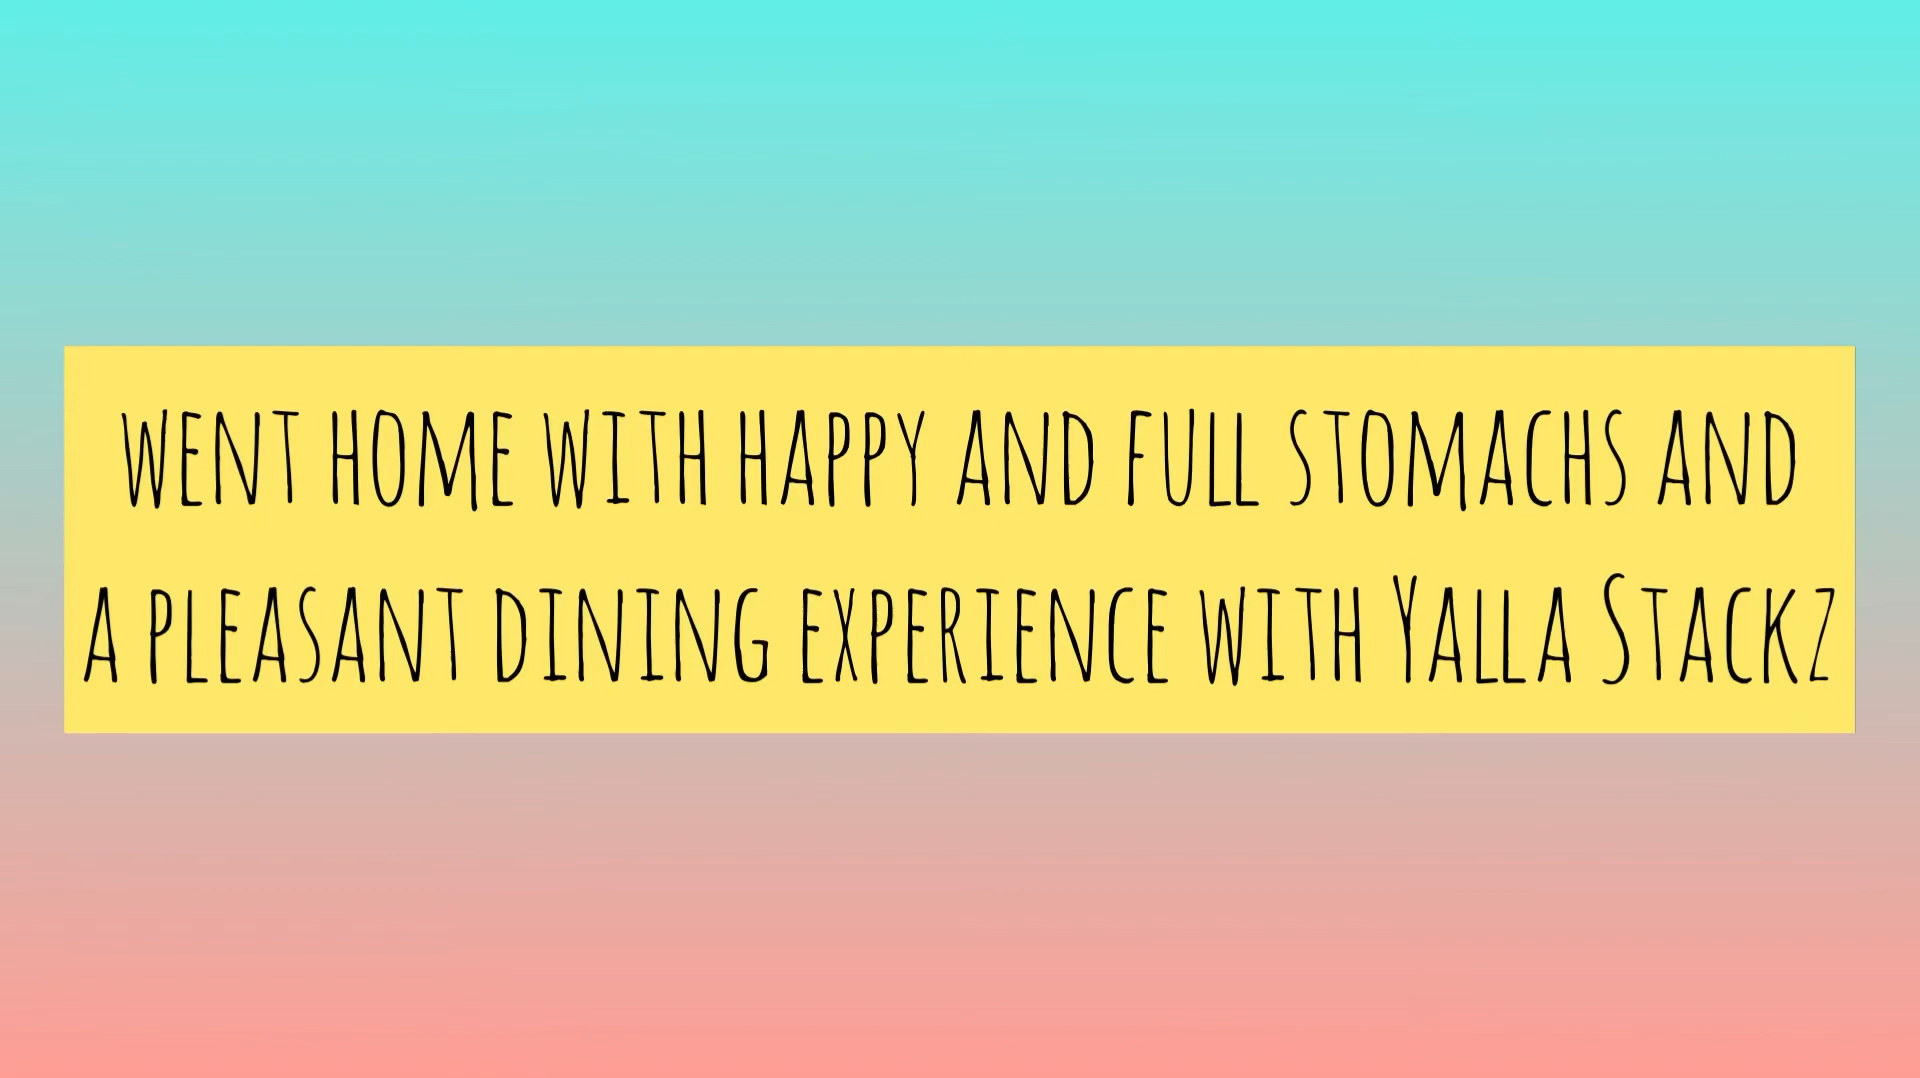 went home with happy and full stomachs and
a pleasant dining experience with Yalla Stackz